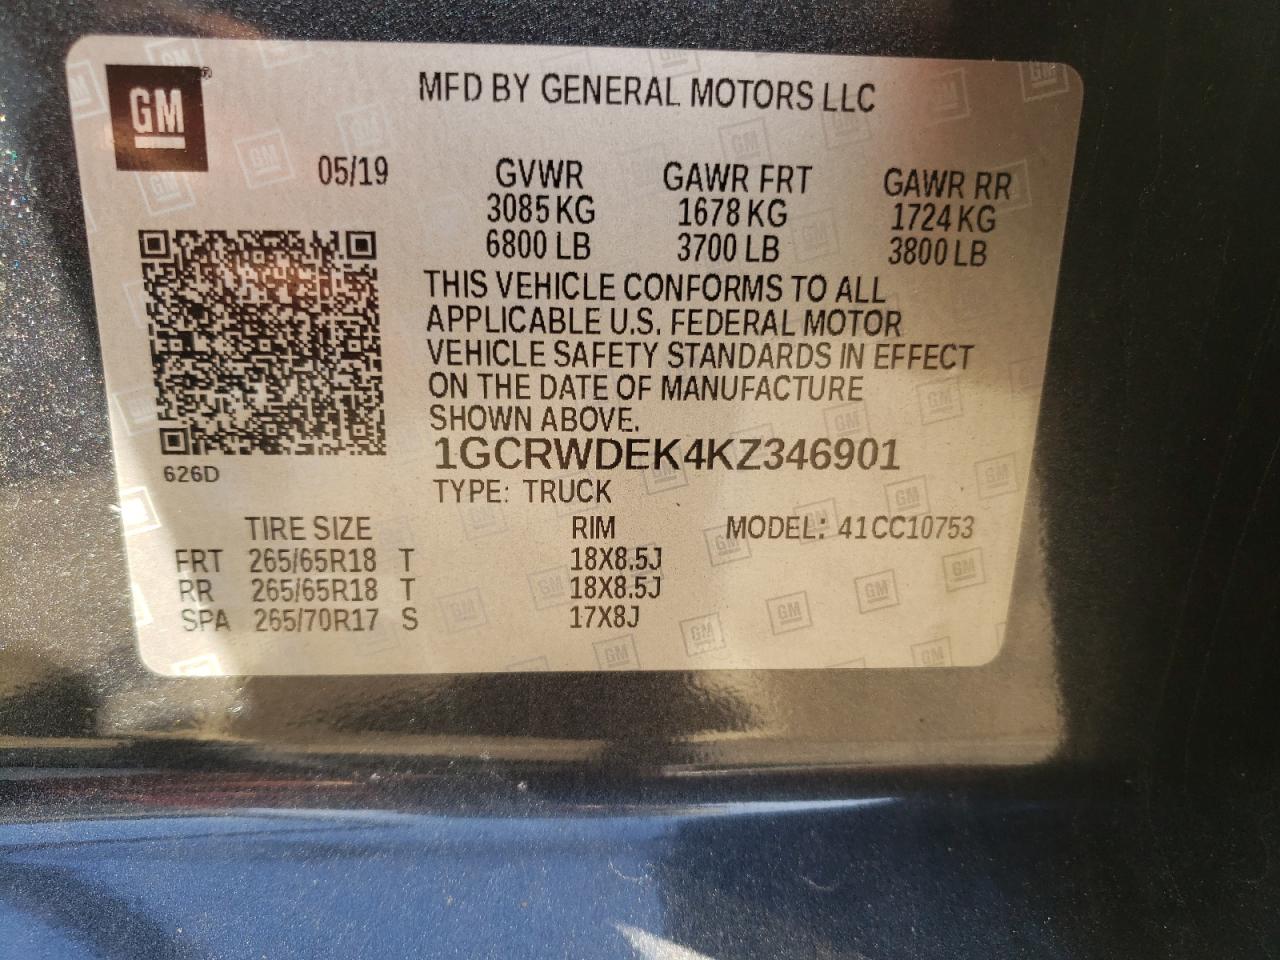 GM®
MFD BY GENERAL MOTORS LLC
05/19 GVWR GAWR FRT GAWR RR
3085 KG 1678 KG 1724 KG
6800 LB 3700 LB 3800 LB
THIS VEHICLE CONFORMS TO ALL
APPLICABLE U.S. FEDERAL MOTOR
VEHICLE SAFETY STANDARDS IN EFFECT
ON THE DATE OF MANUFACTURE
SHOWN ABOVE.
1GCRWDEK4KZ346901
626D
TYPE: TRUCK
TIRE SIZE RIM MODEL: 41CC10753
FRT 265/65R18 T 18X8.5J
RR 265/65R18 T 18X8.5J
SPA 265/70R17 S 17X8J